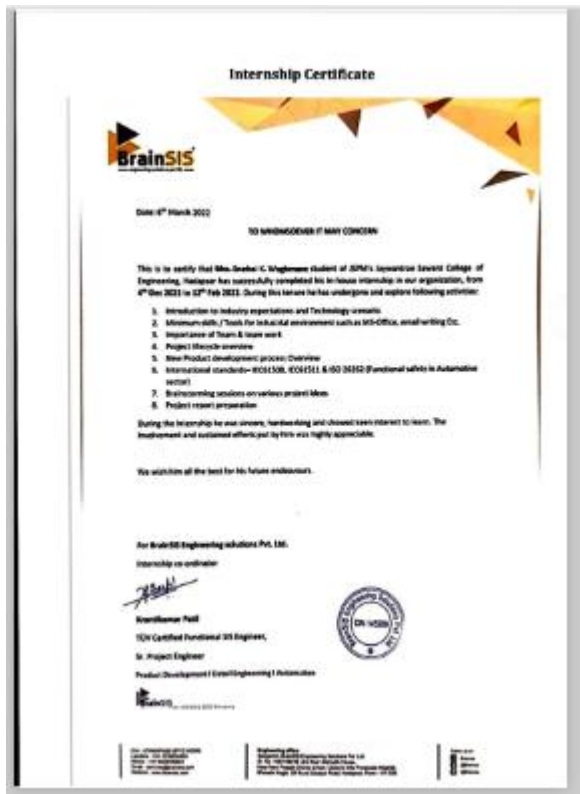 Internship Certificate
BrainSIS
Date: 6th March 2022
TO WHOMSOEVER IT MAY CONCERN
This is to certify that K. Waghmare student of JSPM's Jaywantrao Sawant College of
Engineering, Hadapsar has successfully completed his in house internship in our organization, from
4th Dec 2021 to 12th Feb 2022. During this tenure he has undergone and explore following activities:
1. Introduction to industry expectations and Technology scenario
2. Minimum skills / Tools for industrial environment such as MS-Office, email writing Etc.
3. Importance of Team & team work
4. Project lifecycle overview
5. New Product development process Overview
6. International standards– IEC61508, IEC61511 & ISO 26262 (Functional safety in Automotive
sector)
7. Brainstorming sessions on various project ideas
8. Project report preparation
During the internship he was sincere, hardworking and showed keen interest to learn. The
involvement and sustained efforts put by him was highly appreciable.
We wish him all the best for his future endeavours.
For BrainSIS Engineering solutions Pvt. Ltd.
Internship co ordinator
Krantikumar Patil
TÜV Certified Functional SIS Engineer,
Sr. Project Engineer
Product Development I Detail Engineering I Automation
BrainSIS
Engineering office